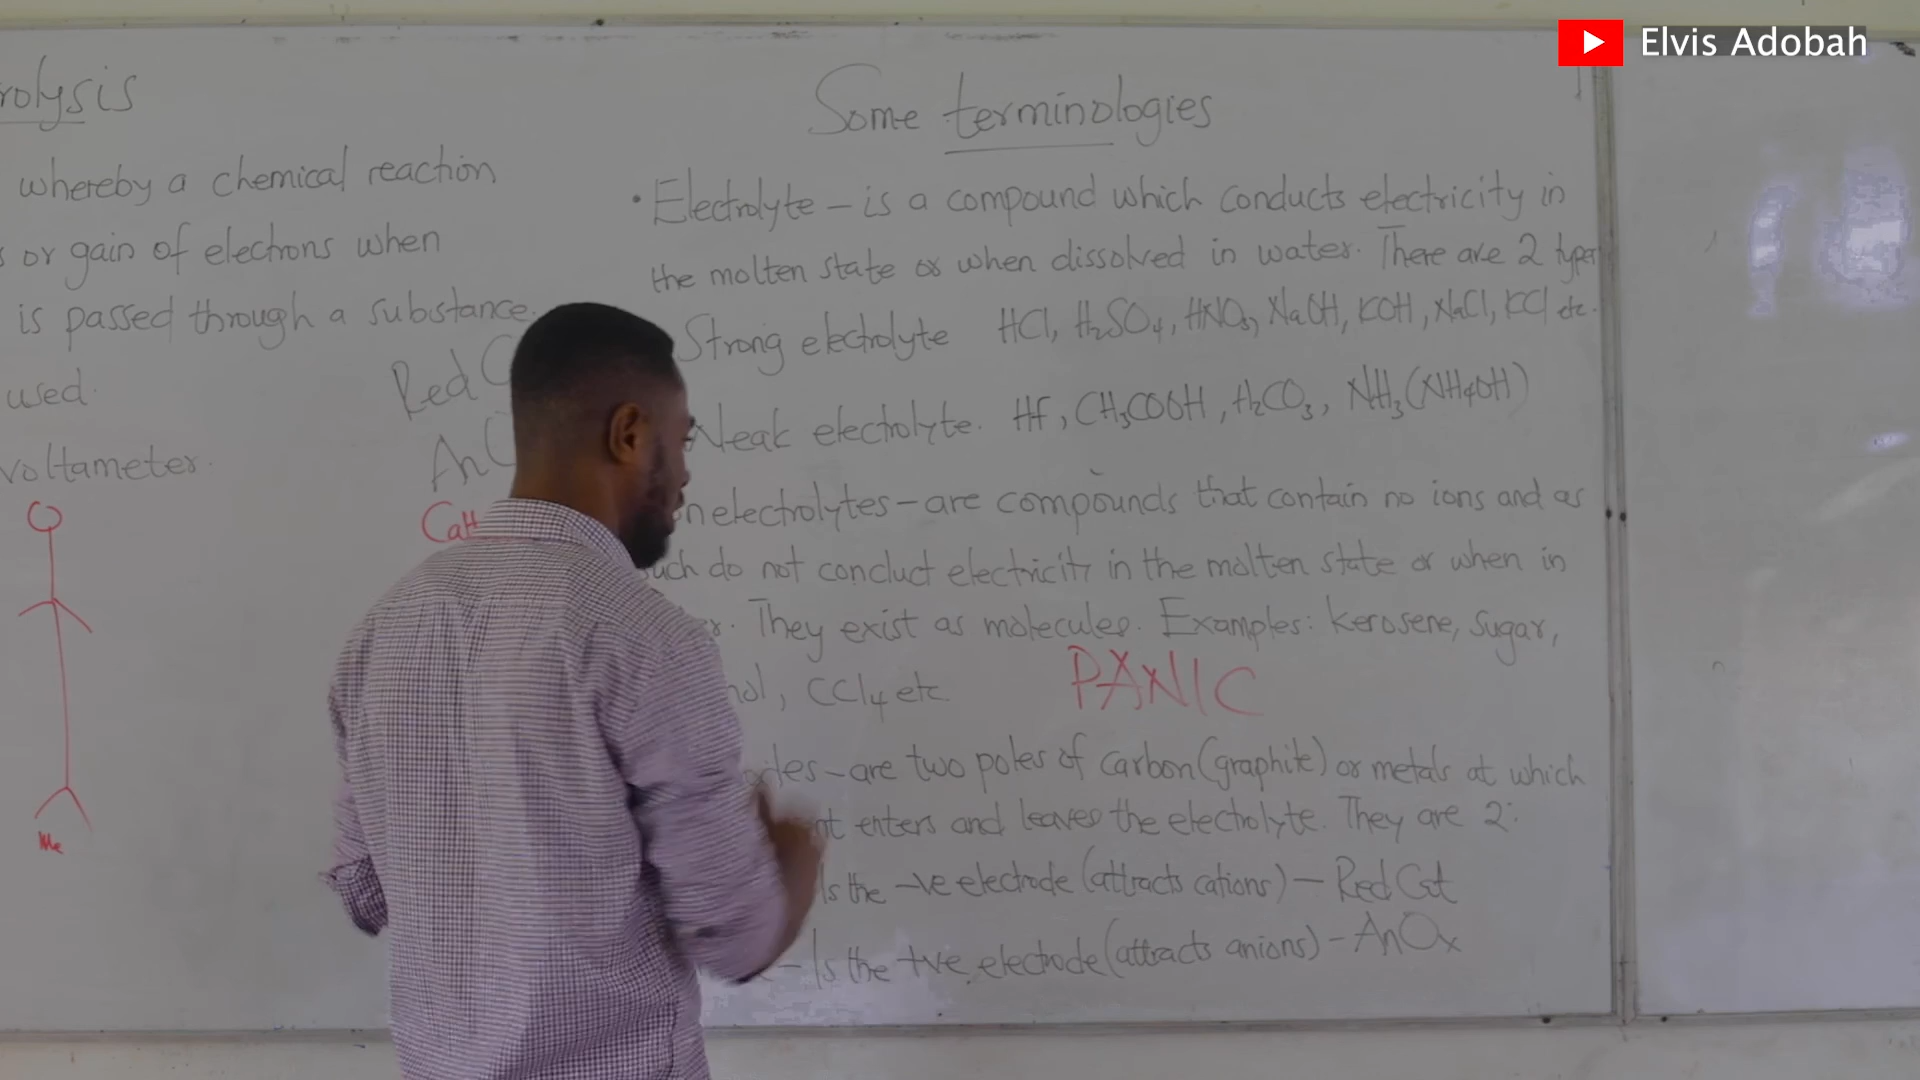 Elvis Adobah
rolysis
whereby a chemical reaction
or gain of electrons when
is passed through a substance.
used.
voltameter.
Red C
An
CaH
Me
Some terminologies
• Electrolyte – is a compound which conducts electricity in
the molten state or when dissolved in water. There are 2 types
Strong electrolyte HCl, H2SO4, HNO3, NaOH, KOH, NaCl, KCl etc.
Weak electrolyte. Hf, CH3COOH, H2CO3, NH3(NH4OH)
nelectrolytes – are compounds that contain no ions and as
such do not conduct electricity in the molten state or when in
r. They exist as molecules. Examples: kerosene, sugar,
nol, CCl4 etc.
PANIC
odes – are two poles of carbon (graphite) or metals at which
nt enters and leaves the electrolyte. They are 2:
Is the -ve electrode (attracts cations) – Red Cat
– Is the +ve electrode (attracts anions) – AnOx